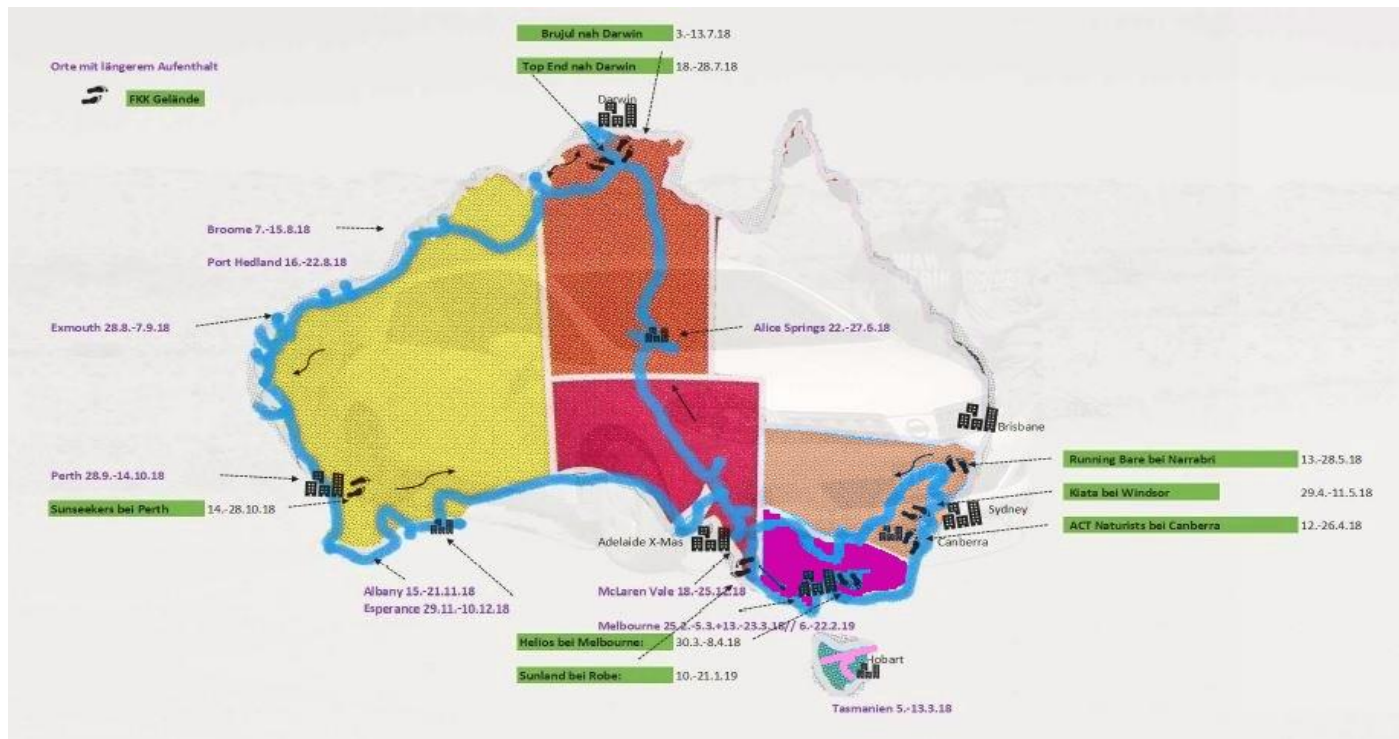 Brujul nah Darwin 3.-13.7.18
Orte mit längerem Aufenthalt
Top End nah Darwin 18.-28.7.18
FKK Gelände
Darwin
Broome 7.-15.8.18
Port Hedland 16.-22.8.18
Exmouth 28.8.-7.9.18
Alice Springs 22.-27.6.18
Brisbane
Running Bare bei Narrabri 13.-28.5.18
Perth 28.9.-14.10.18
Kiata bei Windsor 29.4.-11.5.18
Sunseekers bei Perth 14.-28.10.18
Sydney
ACT Naturists bei Canberra 12.-26.4.18
Adelaide X-Mas
Canberra
Albany 15.-21.11.18
McLaren Vale 18.-25.12.18
Esperance 29.11.-10.12.18
Melbourne 25.2.-5.3.+13.-23.3.18// 6.-22.2.19
Helios bei Melbourne: 30.3.-8.4.18
Hobart
Sunland bei Robe: 10.-21.1.19
Tasmanien 5.-13.3.18